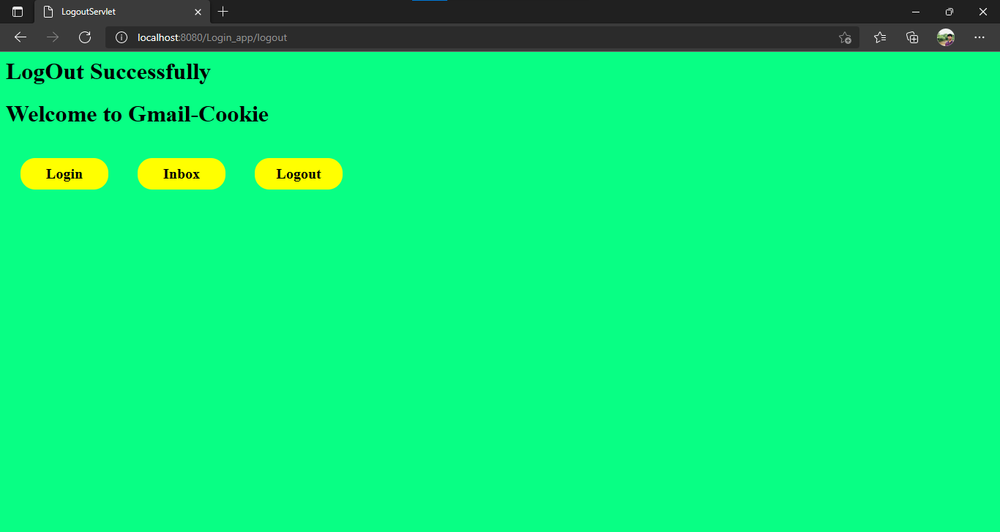 LogoutServlet
localhost:8080/Login_app/logout
LogOut Successfully
Welcome to Gmail-Cookie
Login Inbox Logout